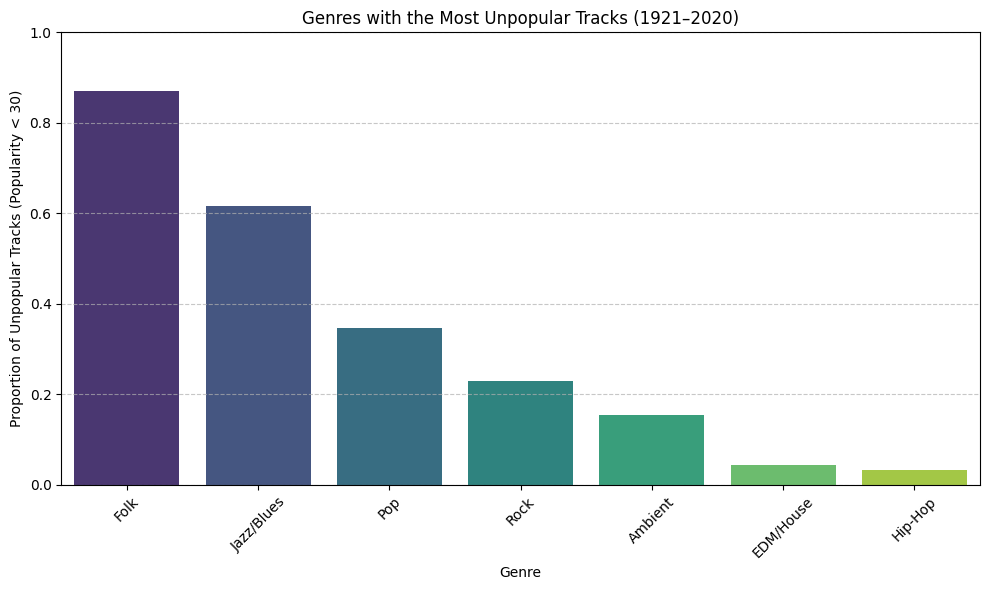 Genres with the Most Unpopular Tracks (1921–2020)
Proportion of Unpopular Tracks (Popularity < 30)
1.0
0.8
0.6
0.4
0.2
0.0
Folk
Jazz/Blues
Pop
Rock
Ambient
EDM/House
Hip-Hop
Genre